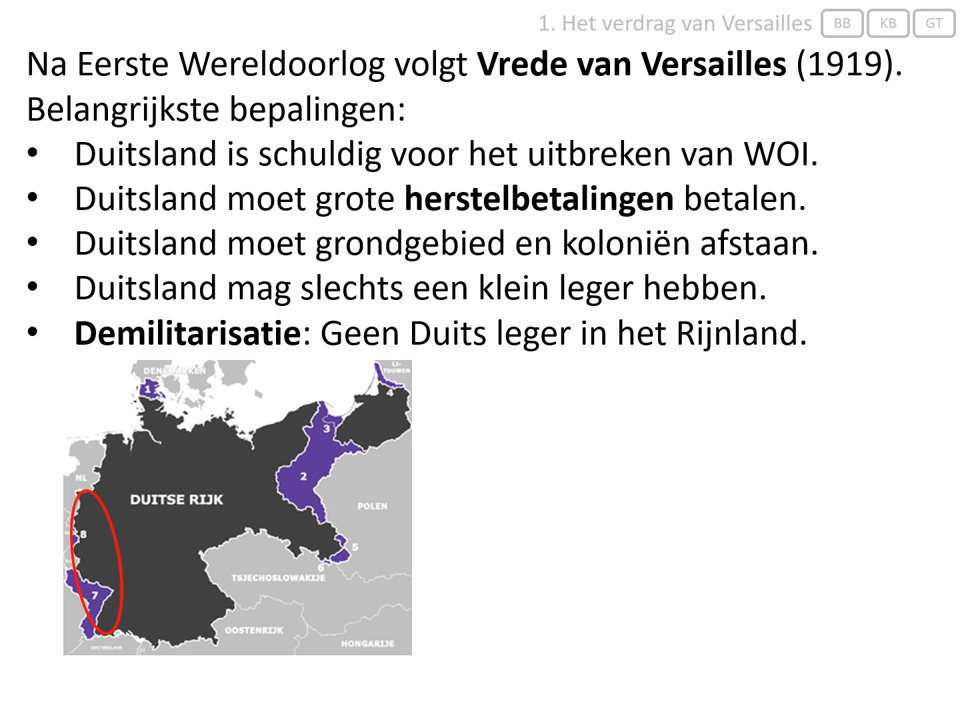 1. Het verdrag van Versailles BB KB GT
Na Eerste Wereldoorlog volgt Vrede van Versailles (1919).
Belangrijkste bepalingen:
• Duitsland is schuldig voor het uitbreken van WOI.
• Duitsland moet grote herstelbetalingen betalen.
• Duitsland moet grondgebied en koloniën afstaan.
• Duitsland mag slechts een klein leger hebben.
• Demilitarisatie: Geen Duits leger in het Rijnland.
DENEMARKEN
LI-
TOUWEN
1
4
3
NL
2
DUITSE RIJK
POLEN
8
5
6
TSJECHOSLOWAKIJE
7
OOSTENRIJK
HONGARIJE